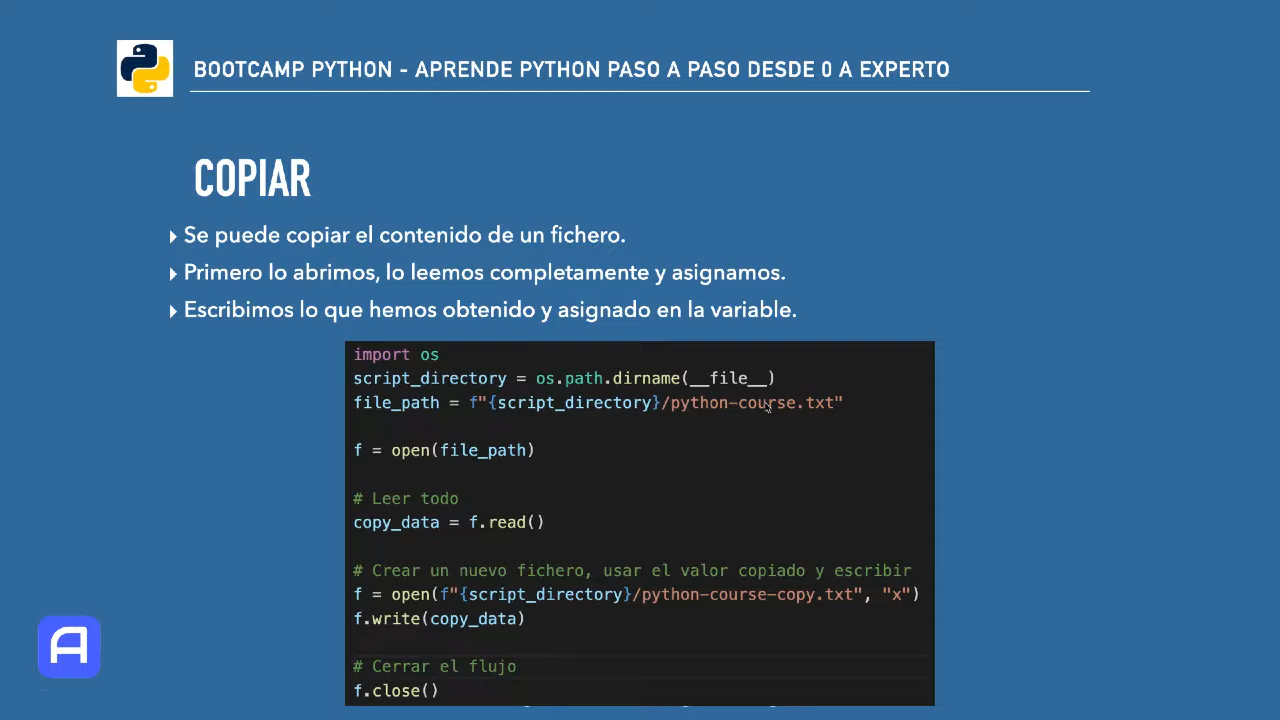 BOOTCAMP PYTHON - APRENDE PYTHON PASO A PASO DESDE 0 A EXPERTO
COPIAR
Se puede copiar el contenido de un fichero.
Primero lo abrimos, lo leemos completamente y asignamos.
Escribimos lo que hemos obtenido y asignado en la variable.
import os
script_directory = os.path.dirname(__file__)
file_path = f"{script_directory}/python-course.txt"
f = open(file_path)
# Leer todo
copy_data = f.read()
# Crear un nuevo fichero, usar el valor copiado y escribir
f = open(f"{script_directory}/python-course-copy.txt", "x")
f.write(copy_data)
# Cerrar el flujo
f.close()
A